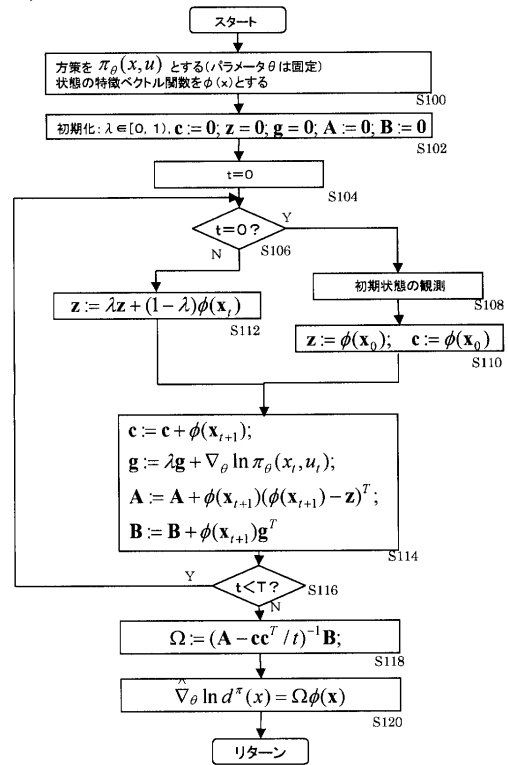 スタート
方策を π_θ(x,u) とする(パラメータθは固定)
状態の特徴ベクトル関数をφ(x)とする
S100
初期化: λ∈[0, 1), c := 0; z = 0; g = 0; A := 0; B := 0
S102
t=0
S104
t=0?
Y
S106
N
初期状態の観測
S108
z := λz + (1 − λ)φ(x_t)
S112
z := φ(x_0); c := φ(x_0)
S110
c := c + φ(x_{t+1});
g := λg + ∇_θ ln π_θ(x_t, u_t);
A := A + φ(x_{t+1})(φ(x_{t+1}) − z)^T;
B := B + φ(x_{t+1})g^T
S114
Y
t<T?
S116
N
Ω := (A − cc^T / t)^{−1} B;
S118
∇̂_θ ln d^π(x) = Ωφ(x)
S120
リターン